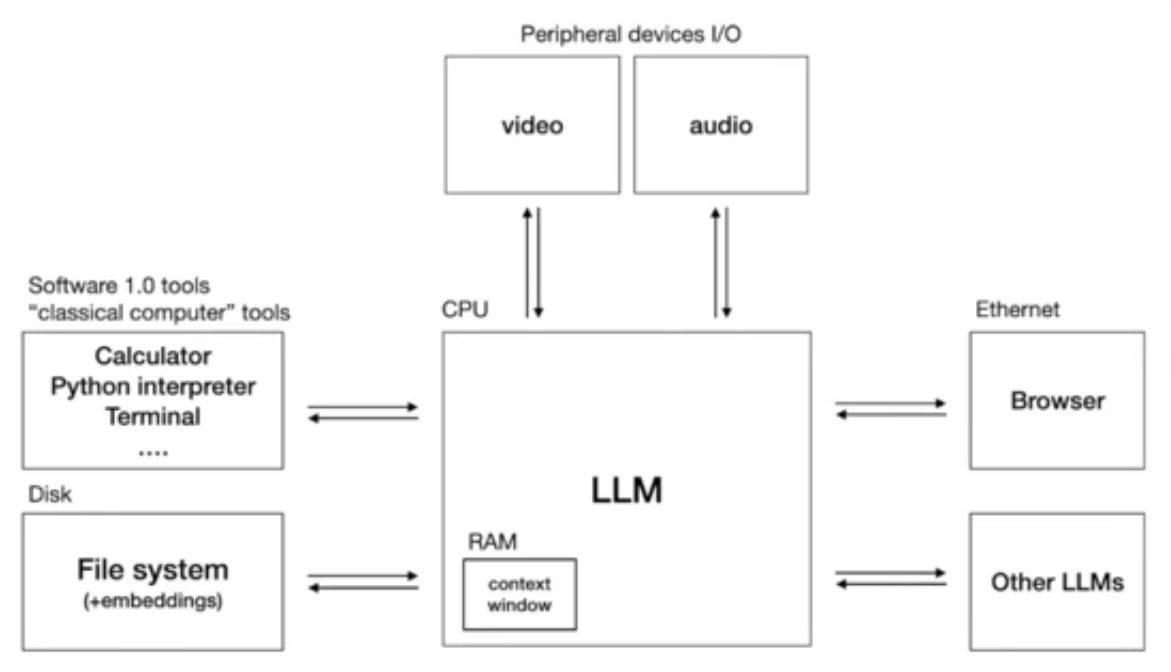 Peripheral devices I/O
video
audio
Software 1.0 tools
“classical computer” tools
Calculator
Python interpreter
Terminal
....
CPU
LLM
RAM
context
window
Ethernet
Browser
Disk
File system
(+embeddings)
Other LLMs